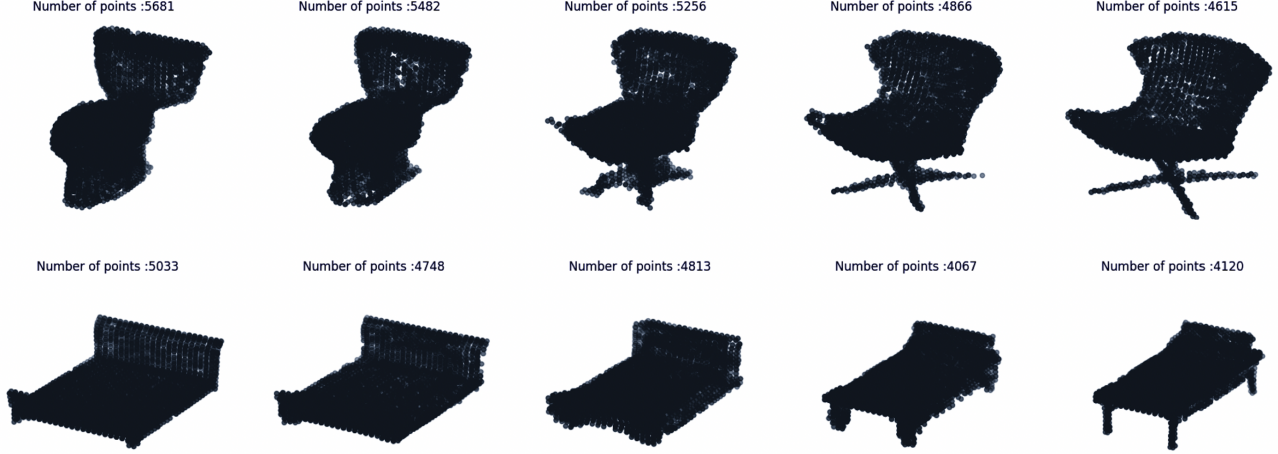 Number of points :5681
Number of points :5482
Number of points :5256
Number of points :4866
Number of points :4615
Number of points :5033
Number of points :4748
Number of points :4813
Number of points :4067
Number of points :4120